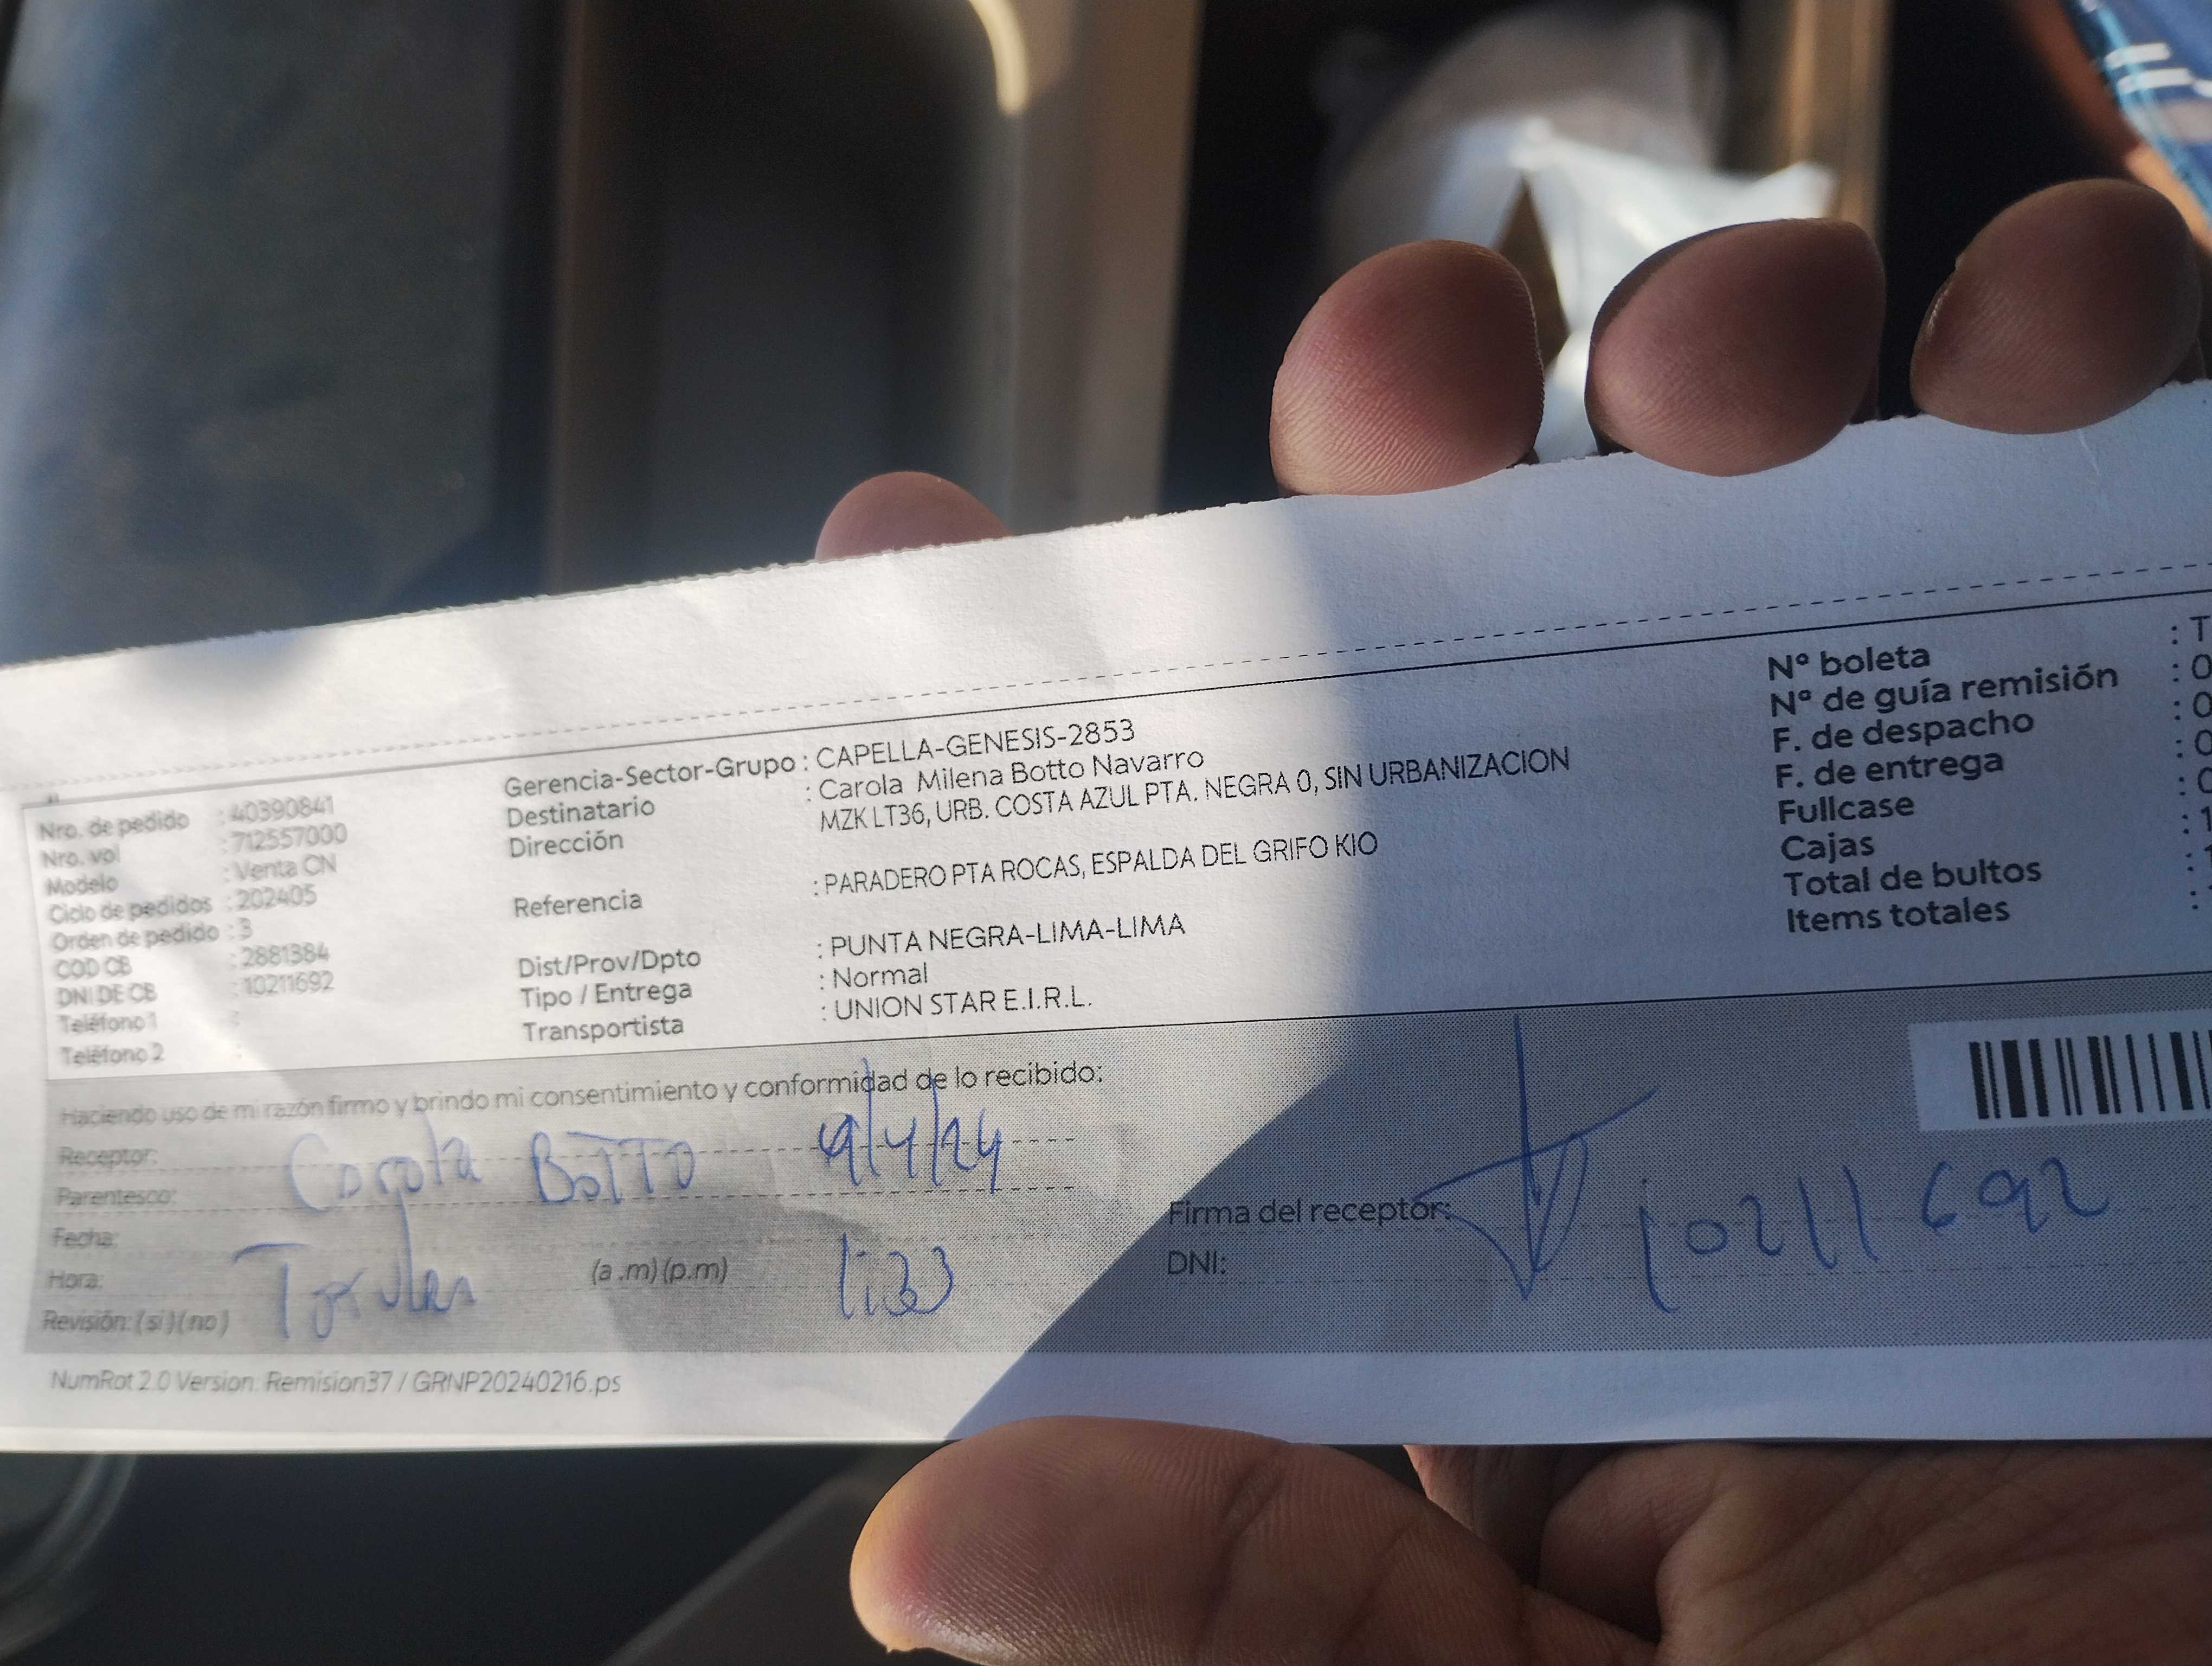 Nro. de pedido : 40390841
Nro. vol : 712557000
Modelo : Venta CN
Ciclo de pedidos : 202405
Orden de pedido : 3
COD CB : 2881384
DNI DE CB : 10211692
Teléfono 1 :
Teléfono 2 :
Gerencia-Sector-Grupo : CAPELLA-GENESIS-2853
Destinatario : Carola Milena Botto Navarro
Dirección MZK LT36, URB. COSTA AZUL PTA. NEGRA 0, SIN URBANIZACION
Referencia : PARADERO PTA ROCAS, ESPALDA DEL GRIFO KIO
Dist/Prov/Dpto : PUNTA NEGRA-LIMA-LIMA
Tipo / Entrega : Normal
Transportista : UNION STAR E.I.R.L.
N° boleta : T
N° de guía remisión : 0
F. de despacho : 0
F. de entrega : 0
Fullcase : 0
Cajas : 1
Total de bultos : 1
Items totales :
Haciendo uso de mi razón firmo y brindo mi consentimiento y conformidad de lo recibido:
Receptor:
Carola BOTTO 9/4/24
Parentesco:
Fecha:
Hora: (a .m) (p.m) 1:33
Revisión: ( si ) ( no )
Firma del receptor:
DNI: 10211692
NumRot 2.0 Version. Remision37 / GRNP20240216.ps